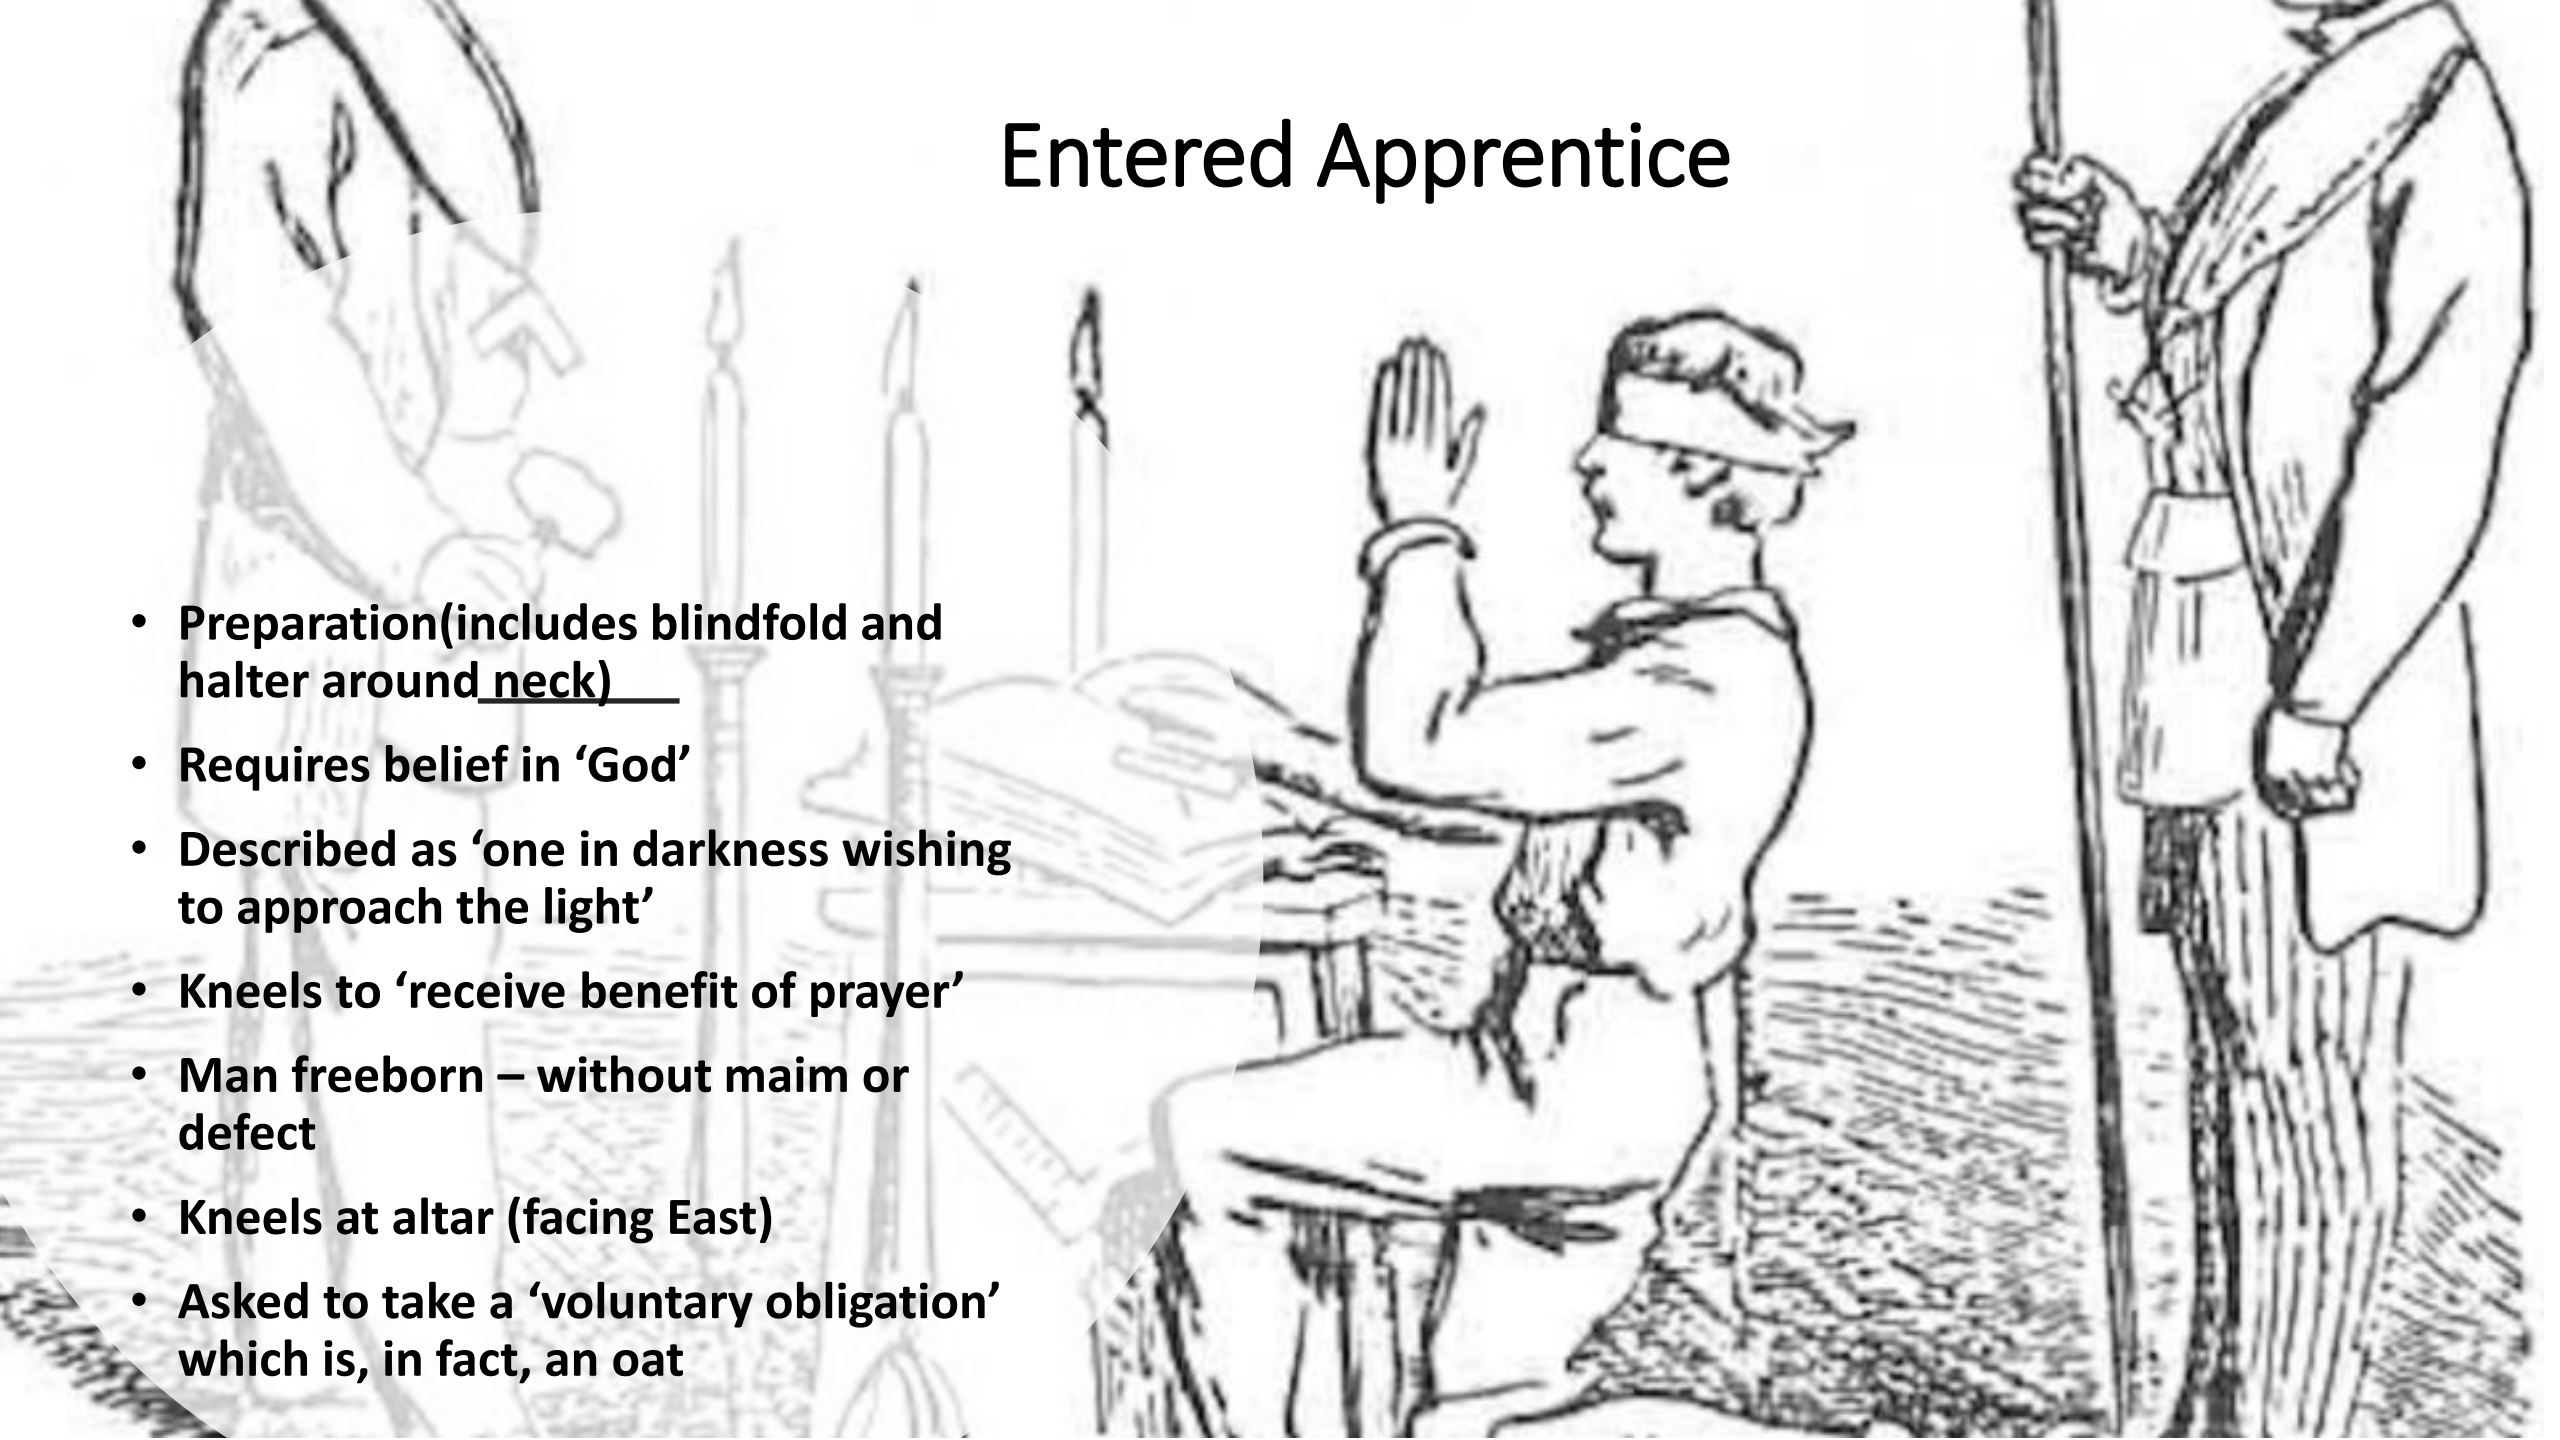 Entered Apprentice
• Preparation(includes blindfold and
halter around neck)
• Requires belief in ‘God’
• Described as ‘one in darkness wishing
to approach the light’
• Kneels to ‘receive benefit of prayer’
• Man freeborn – without maim or
defect
• Kneels at altar (facing East)
• Asked to take a ‘voluntary obligation’
which is, in fact, an oat